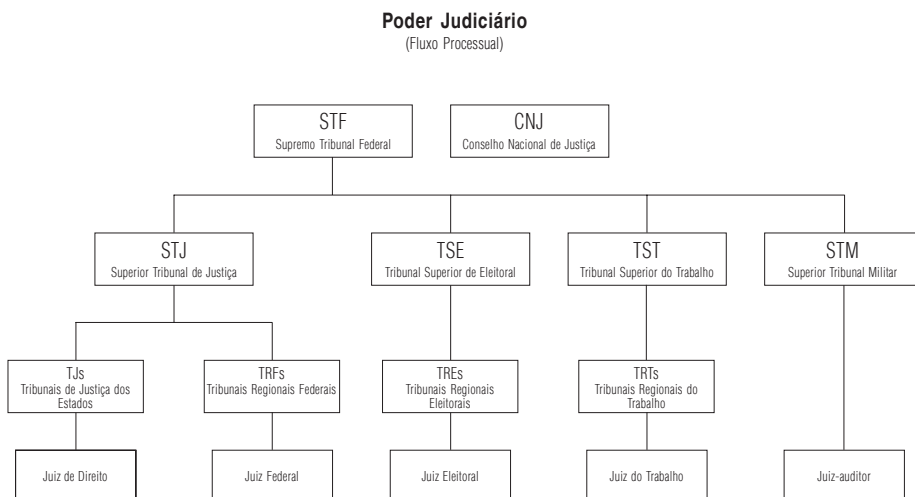 Poder Judiciário
(Fluxo Processual)
STF
Supremo Tribunal Federal
CNJ
Conselho Nacional de Justiça
STJ
Superior Tribunal de Justiça
TSE
Tribunal Superior de Eleitoral
TST
Tribunal Superior do Trabalho
STM
Superior Tribunal Militar
TJs
Tribunais de Justiça dos
Estados
TRFs
Tribunais Regionais Federais
TREs
Tribunais Regionais
Eleitorais
TRTs
Tribunais Regionais do
Trabalho
Juiz de Direito
Juiz Federal
Juiz Eleitoral
Juiz do Trabalho
Juiz-auditor